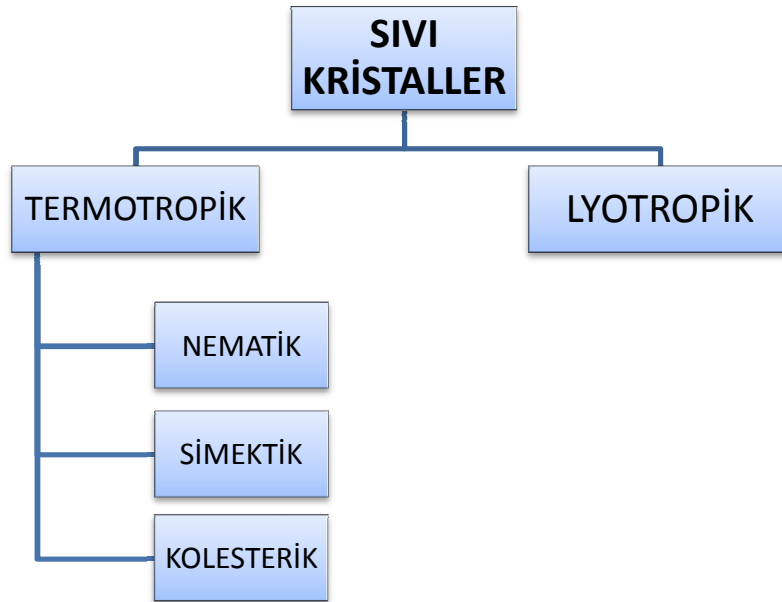 SIVI
KRİSTALLER
TERMOTROPİK
LYOTROPİK
NEMATİK
SİMEKTİK
KOLESTERİK